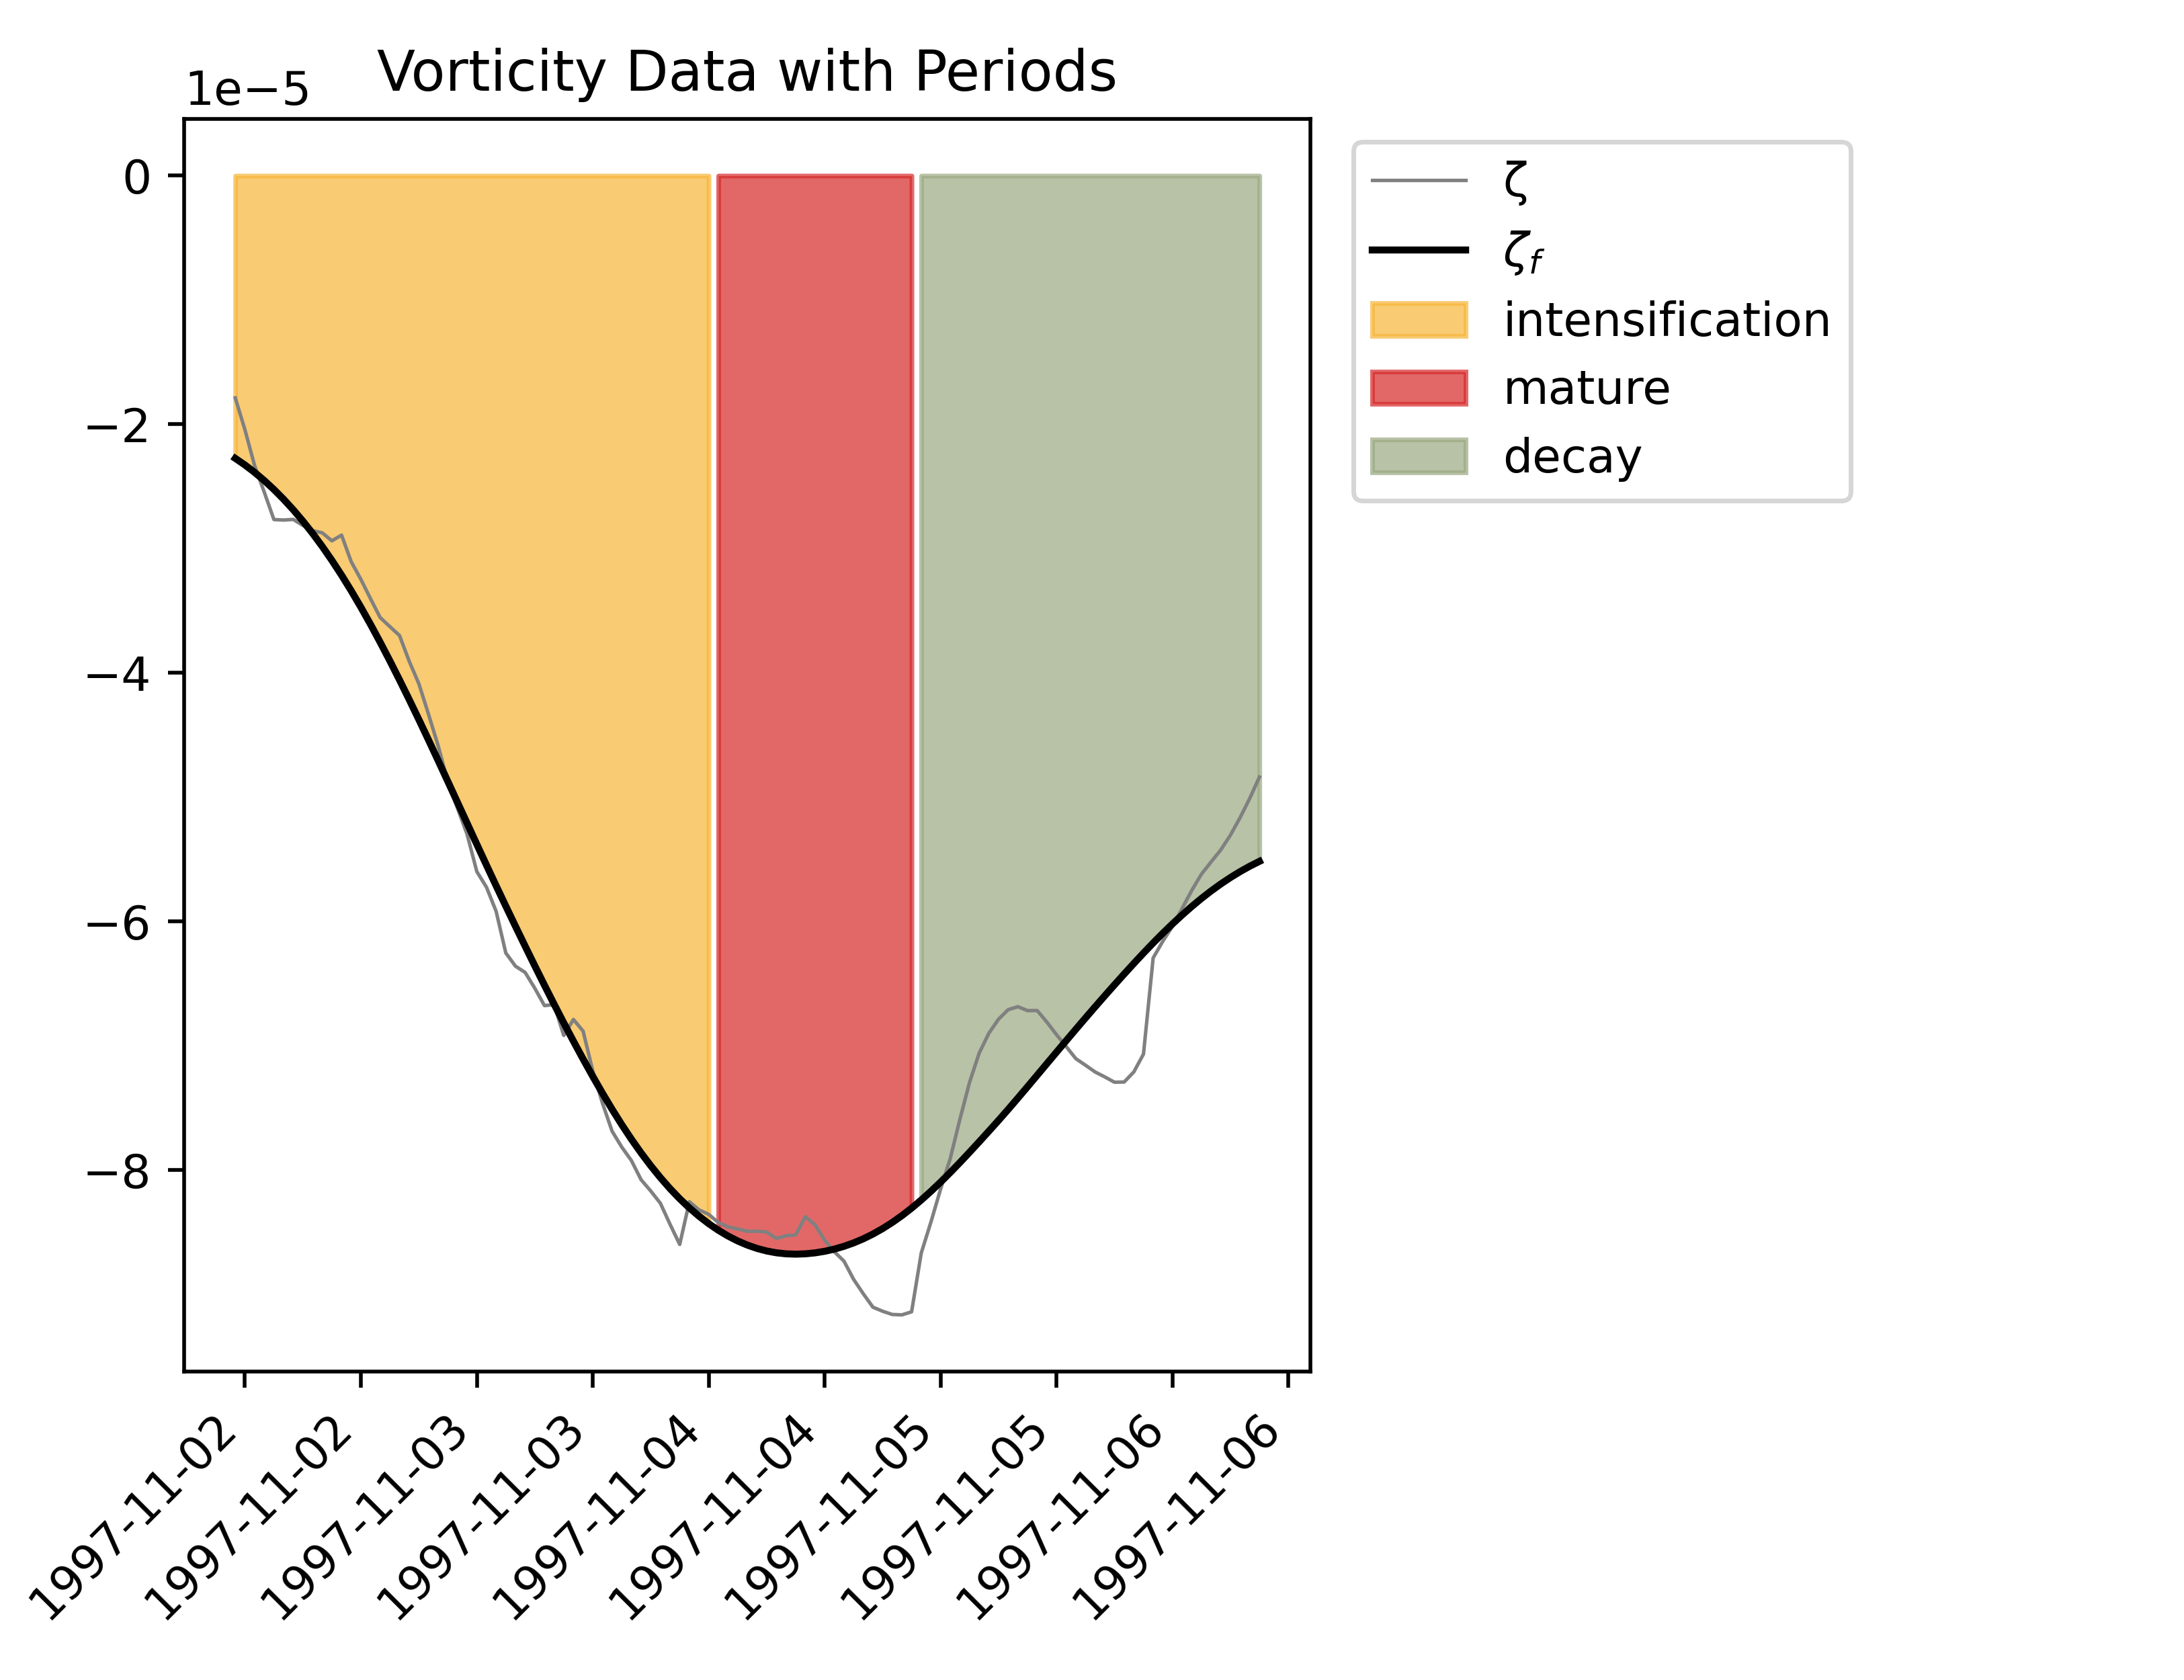 Vorticity Data with Periods
1e−5
0
−2
−4
−6
−8
1997-11-02
1997-11-02
1997-11-03
1997-11-03
1997-11-04
1997-11-04
1997-11-05
1997-11-05
1997-11-06
1997-11-06
ζ
ζf
intensification
mature
decay